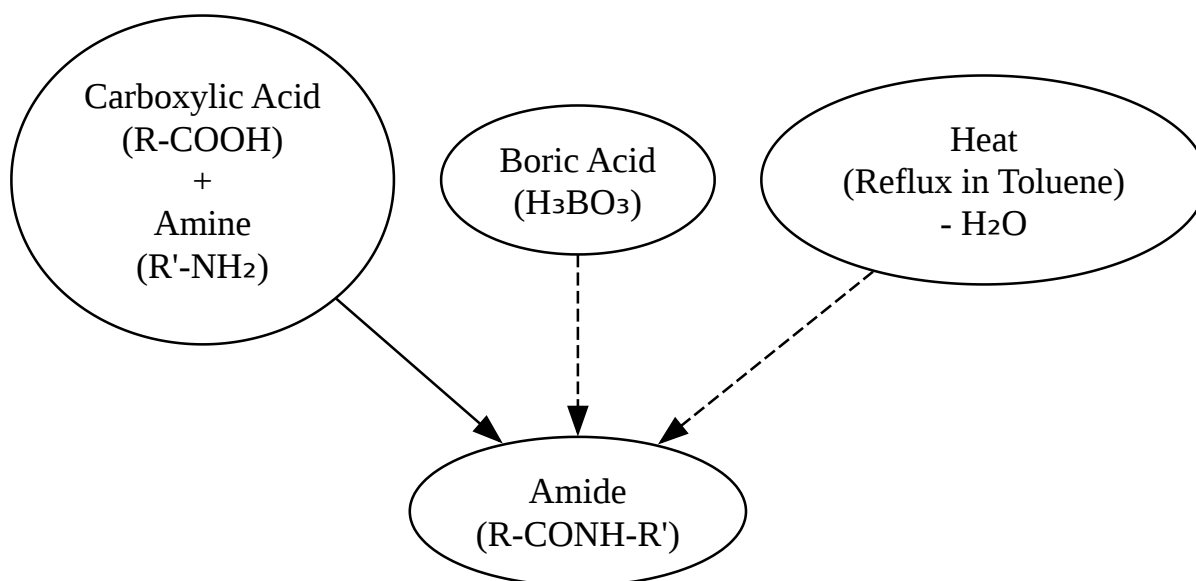 Carboxylic Acid
(R-COOH)
+
Amine
(R'-NH₂)
Boric Acid
(H₃BO₃)
Heat
(Reflux in Toluene)
- H₂O
Amide
(R-CONH-R')